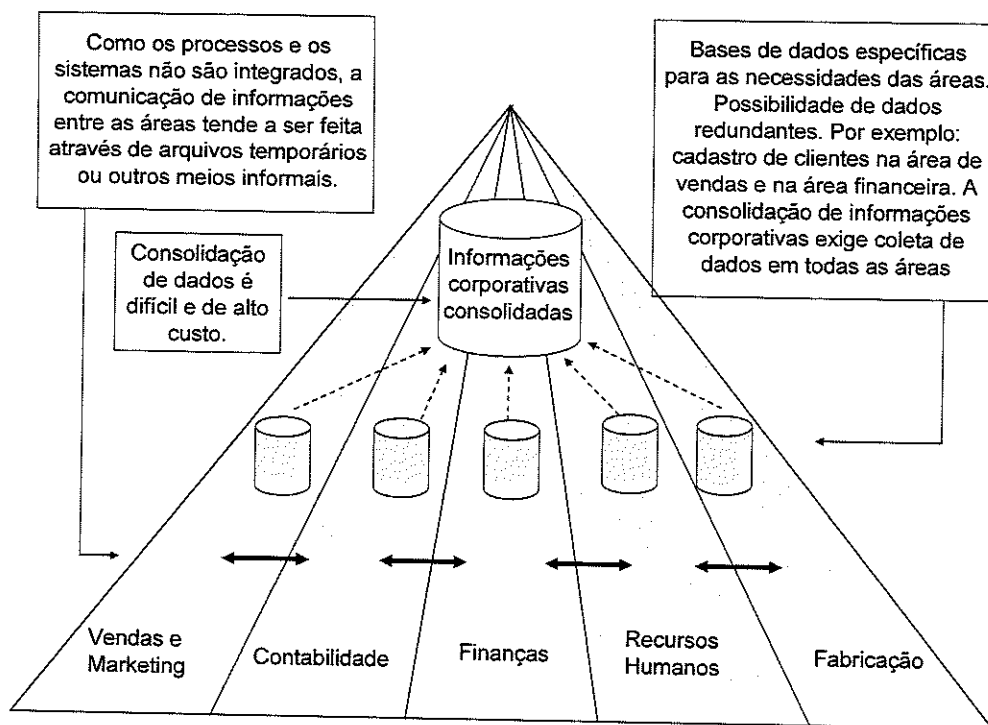 Como os processos e os
sistemas não são integrados, a
comunicação de informações
entre as áreas tende a ser feita
através de arquivos temporários
ou outros meios informais.
Bases de dados específicas
para as necessidades das áreas.
Possibilidade de dados
redundantes. Por exemplo:
cadastro de clientes na área de
vendas e na área financeira. A
consolidação de informações
corporativas exige coleta de
dados em todas as áreas
Consolidação
de dados é
difícil e de alto
custo.
Informações
corporativas
consolidadas
Vendas e
Marketing
Contabilidade
Finanças
Recursos
Humanos
Fabricação